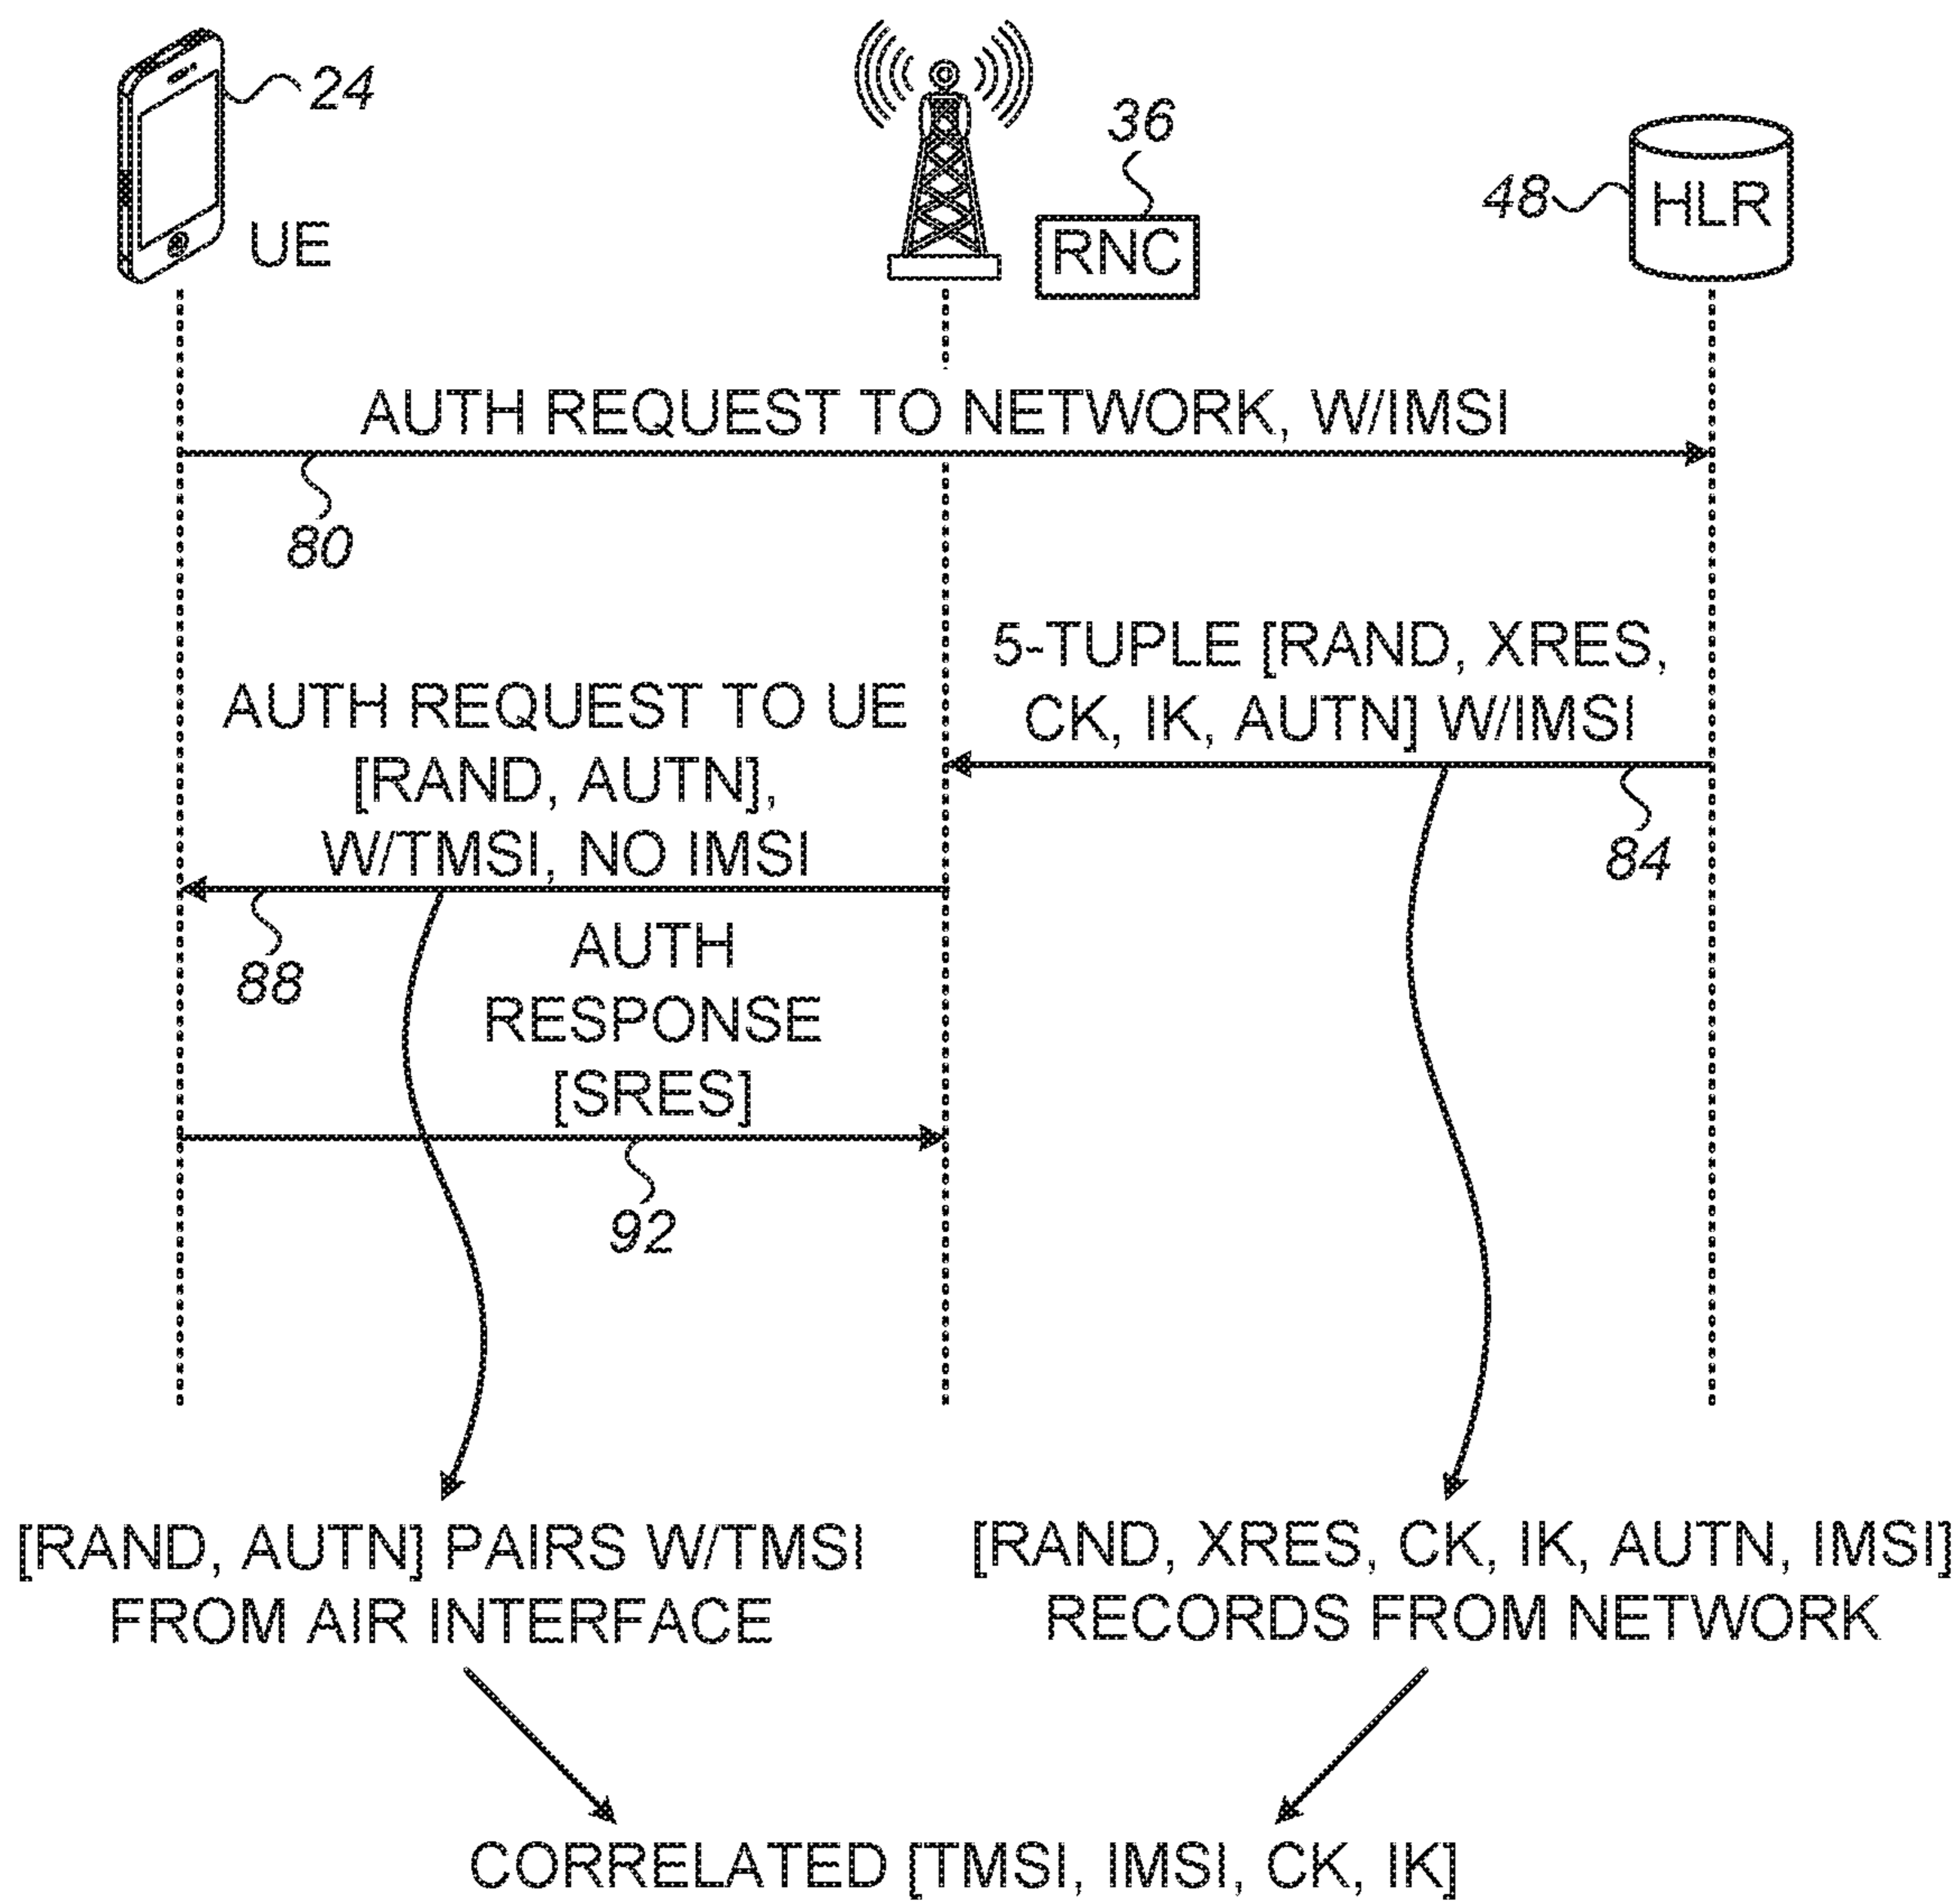 24
36
48
HLR
UE
RNC
AUTH REQUEST TO NETWORK, W/IMSI
80
5-TUPLE [RAND, XRES,
CK, IK, AUTN] W/IMSI
84
AUTH REQUEST TO UE
[RAND, AUTN],
W/TMSI, NO IMSI
88
AUTH
RESPONSE
[SRES]
92
[RAND, AUTN] PAIRS W/TMSI
FROM AIR INTERFACE
[RAND, XRES, CK, IK, AUTN, IMSI]
RECORDS FROM NETWORK
CORRELATED [TMSI, IMSI, CK, IK]